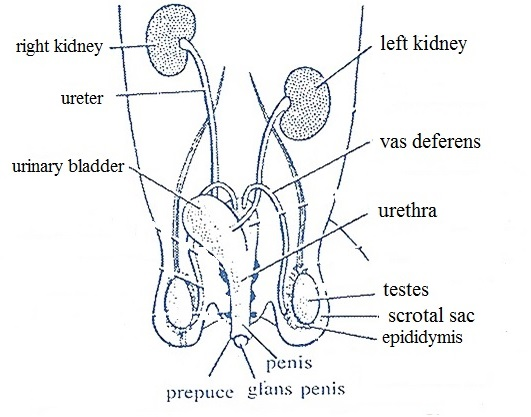 right kidney
left kidney
ureter
vas deferens
urinary bladder
urethra
testes
scrotal sac
epididymis
penis
prepuce glans penis